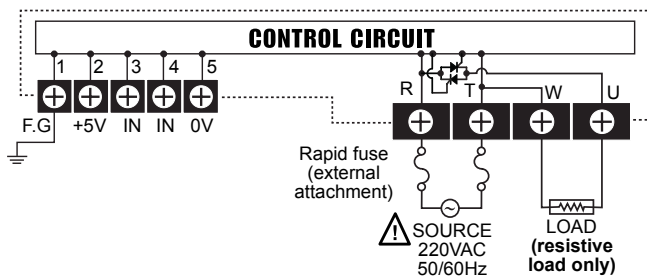 CONTROL CIRCUIT
1 2 3 4 5
R T W U
F.G +5V IN IN 0V
Rapid fuse
(external
attachment)
SOURCE
220VAC
50/60Hz
LOAD
(resistive
load only)